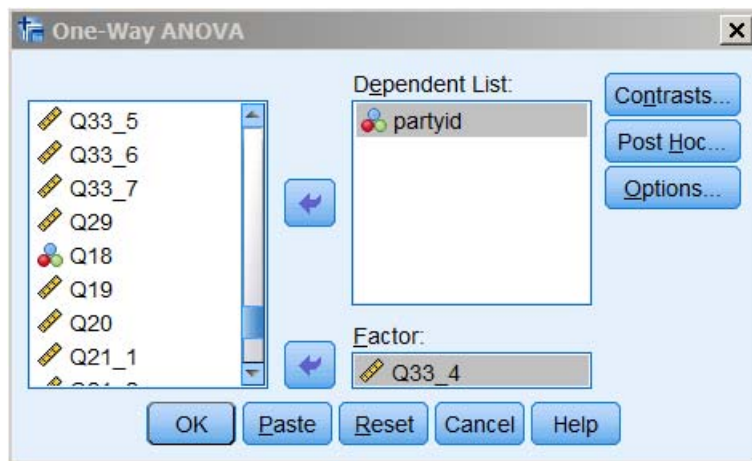 One-Way ANOVA
Q33_5
Q33_6
Q33_7
Q29
Q18
Q19
Q20
Q21_1
Dependent List:
partyid
Factor:
Q33_4
Contrasts...
Post Hoc...
Options...
OK
Paste
Reset
Cancel
Help